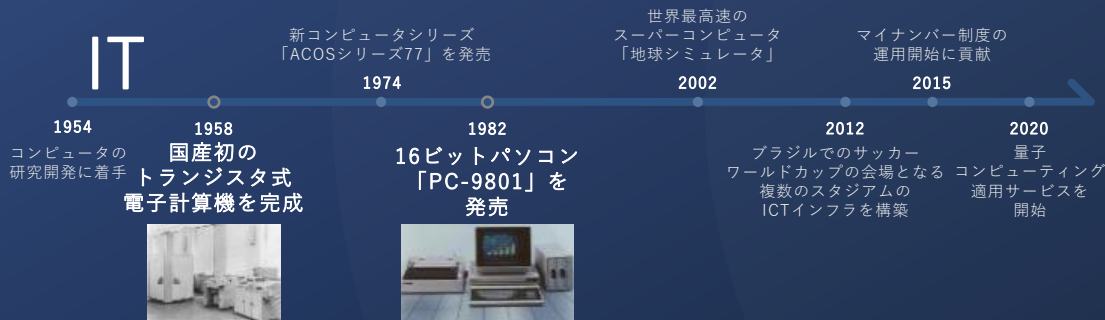 IT
1954
コンピュータの
研究開発に着手
1958
国産初の
トランジスタ式
電子計算機を完成
新コンピュータシリーズ
「ACOSシリーズ77」を発売
1974
1982
16ビットパソコン
「PC-9801」を
発売
世界最高速の
スーパーコンピュータ
「地球シミュレータ」
2002
2012
ブラジルでのサッカー
ワールドカップの会場となる
複数のスタジアムの
ICTインフラを構築
マイナンバー制度の
運用開始に貢献
2015
2020
量子
コンピューティング
適用サービスを
開始